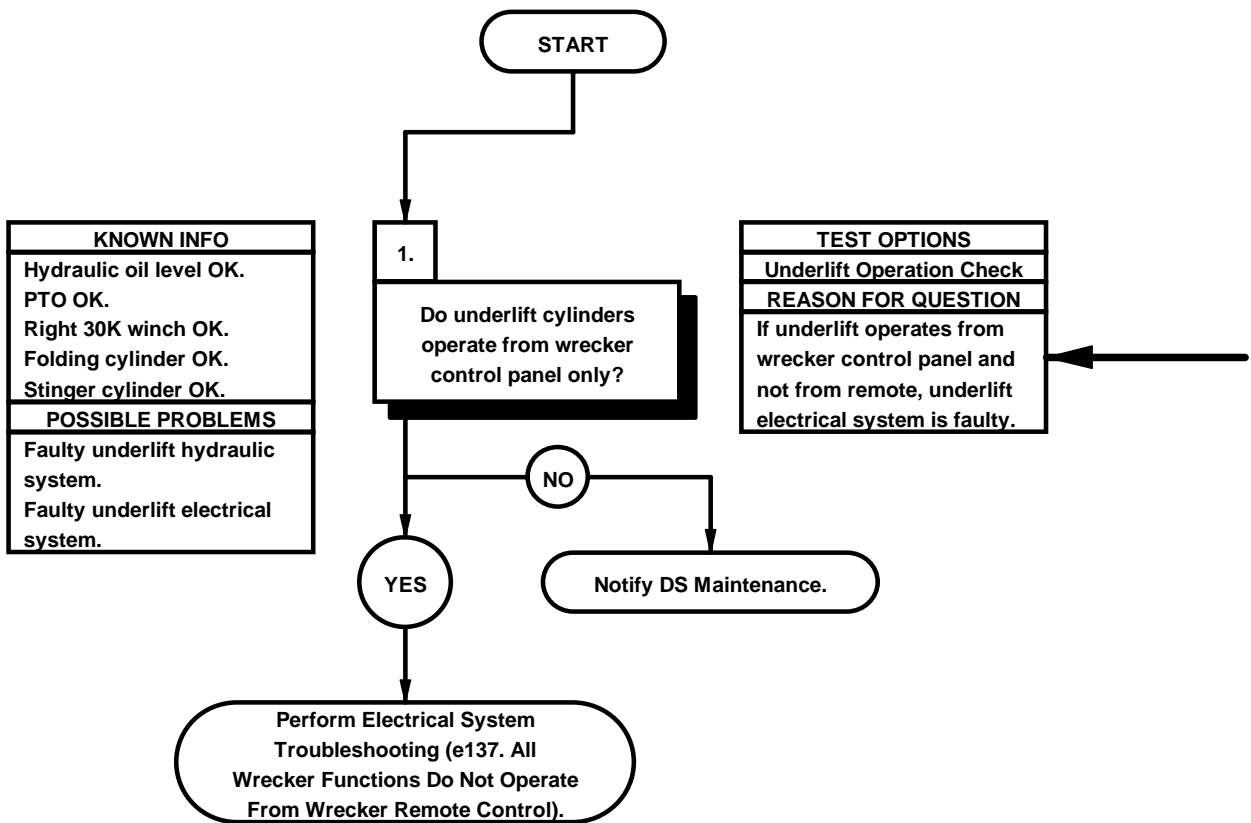 START
KNOWN INFO
Hydraulic oil level OK.
PTO OK.
Right 30K winch OK.
Folding cylinder OK.
Stinger cylinder OK.
POSSIBLE PROBLEMS
Faulty underlift hydraulic
system.
Faulty underlift electrical
system.
1.
Do underlift cylinders
operate from wrecker
control panel only?
TEST OPTIONS
Underlift Operation Check
REASON FOR QUESTION
If underlift operates from
wrecker control panel and
not from remote, underlift
electrical system is faulty.
NO
YES
Notify DS Maintenance.
Perform Electrical System
Troubleshooting (e137. All
Wrecker Functions Do Not Operate
From Wrecker Remote Control).